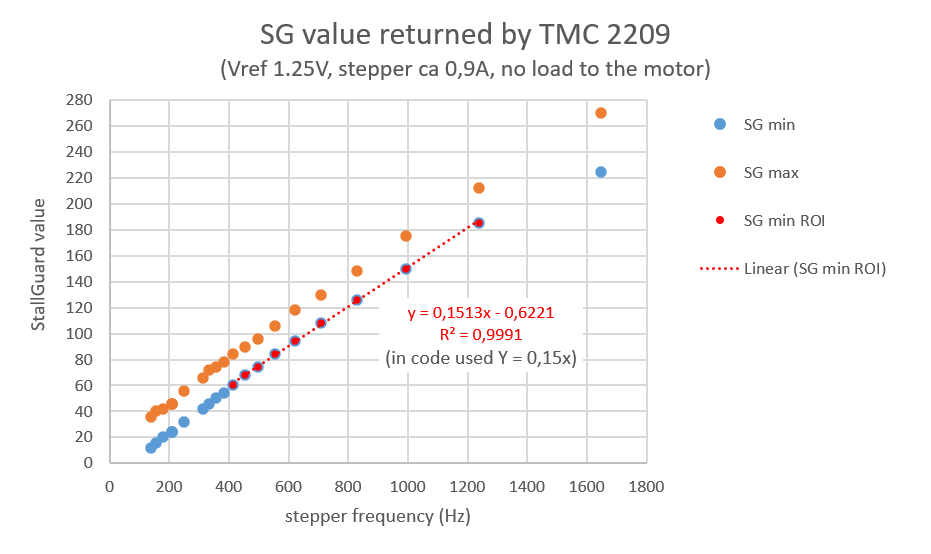 SG value returned by TMC 2209
(Vref 1.25V, stepper ca 0,9A, no load to the motor)
StallGuard value
280
260
240
220
200
180
160
140
120
100
80
60
40
20
0
y = 0,1513x - 0,6221
R² = 0,9991
(in code used Y = 0,15x)
0 200 400 600 800 1000 1200 1400 1600 1800
stepper frequency (Hz)
SG min
SG max
SG min ROI
Linear (SG min ROI)